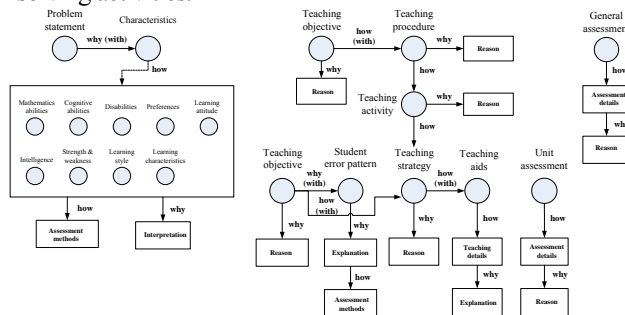 solving activities.
Problem
statement
Characteristics
why (with)
how
Mathematics
abilities
Cognitive
abilities
Disabilities
Preferences
Learning
attitude
Intelligence
Strength &
weakness
Learning
style
Learning
characteristics
how
why
Assessment
methods
Interpretation
Teaching
objective
how
(with)
Teaching
procedure
why
Reason
why
Reason
how
Teaching
activity
why
Reason
how
Teaching
objective
why
(with)
how
(with)
Student
error pattern
Teaching
strategy
how
(with)
Teaching
aids
Unit
assessment
why
why
why
how
how
Reason
Explanation
Reason
Teaching
details
Assessment
details
how
why
why
Assessment
methods
Explanation
Reason
General
assessment
how
Assessment
details
why
Reason